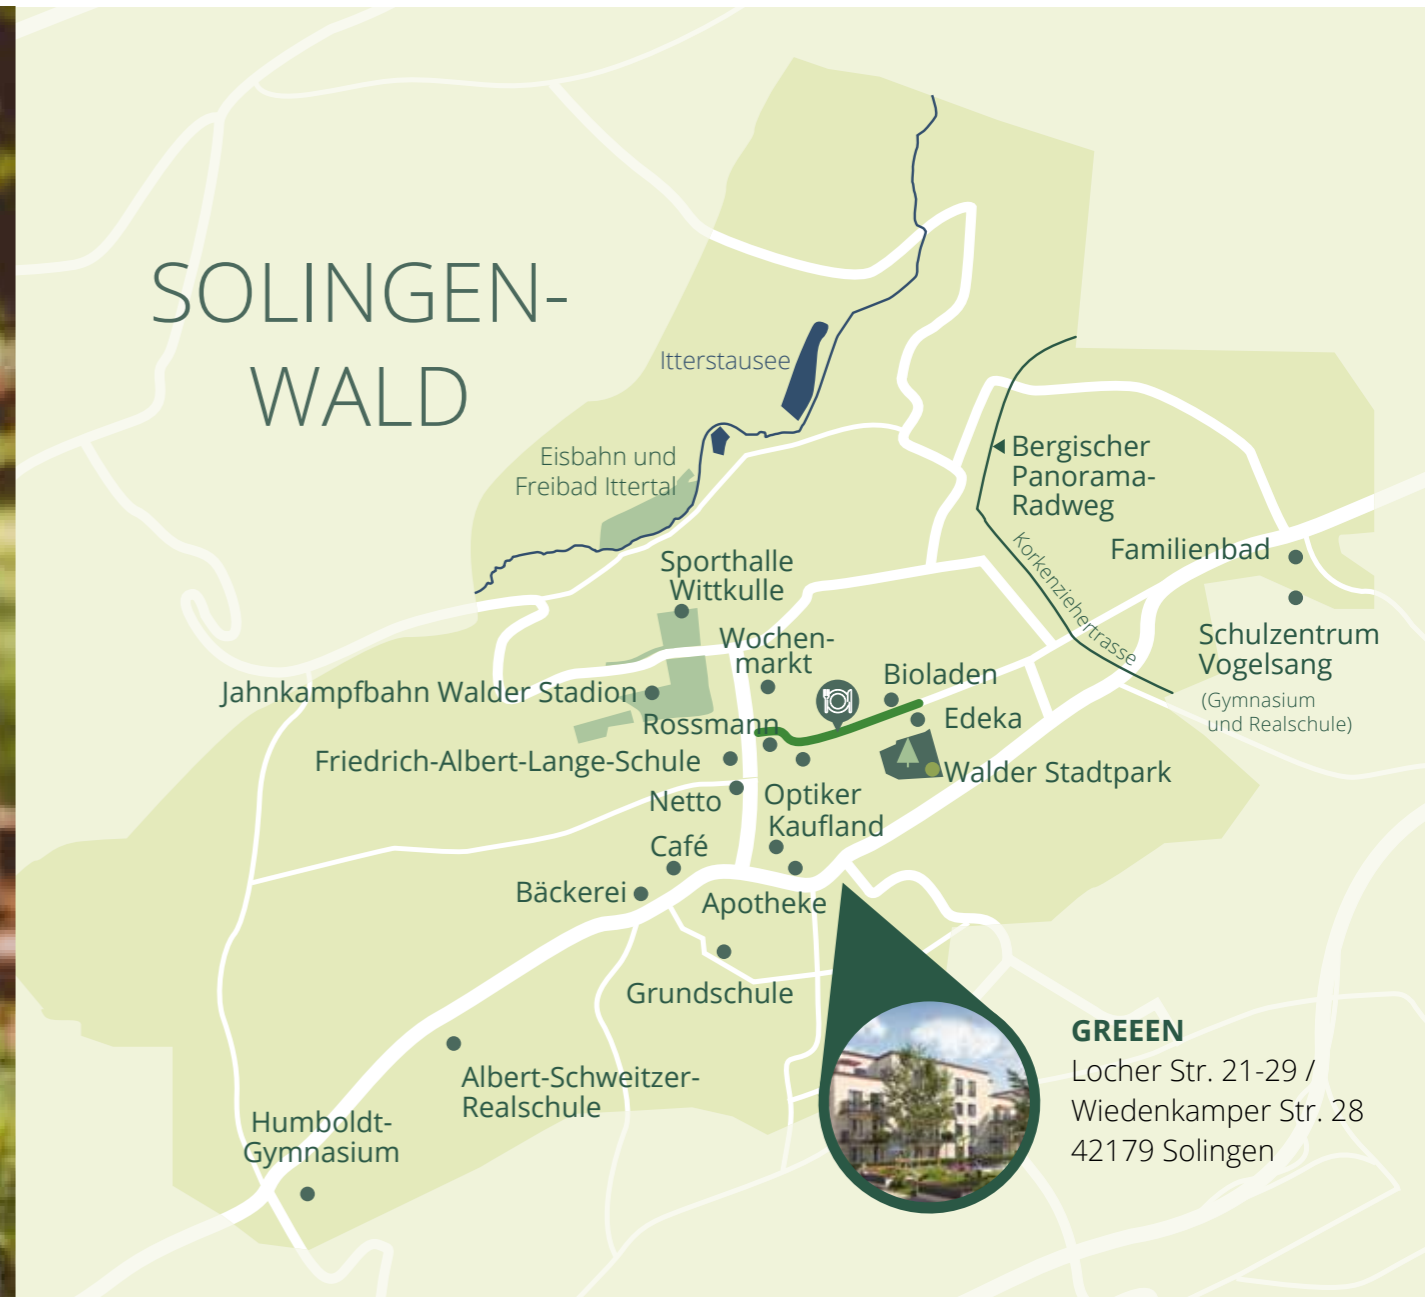 SOLINGEN-
WALD
Itterstausee
Eisbahn und
Freibad Ittertal
Bergischer
Panorama-
Radweg
Korkenziehertrasse
Familienbad
Schulzentrum
Vogelsang
(Gymnasium
und Realschule)
Sporthalle
Wittkulle
Wochen-
markt
Bioladen
Jahnkampfbahn Walder Stadion
Rossmann
Edeka
Friedrich-Albert-Lange-Schule
Walder Stadtpark
Netto
Optiker
Kaufland
Café
Bäckerei
Apotheke
Grundschule
Albert-Schweitzer-
Realschule
Humboldt-
Gymnasium
GREEEN
Locher Str. 21-29 /
Wiedenkamper Str. 28
42179 Solingen